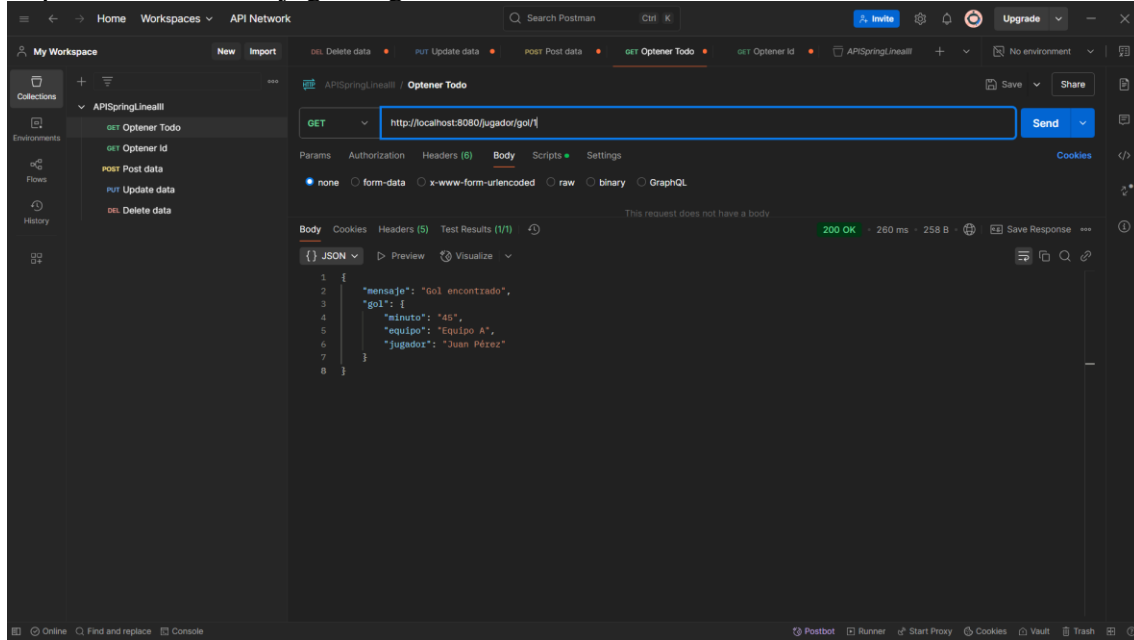 Home Workspaces API Network Search Postman Ctrl K Invite Upgrade
My Workspace New Import DEL Delete data PUT Update data POST Post data GET Optener Todo GET Optener Id APISpringLineaIII No environment
Collections
Environments
Flows
History
APISpringLineaIII
GET Optener Todo
GET Optener Id
POST Post data
PUT Update data
DEL Delete data
HTTP APISpringLineaIII / Optener Todo Save Share
GET http://localhost:8080/jugador/gol/1 Send
Params Authorization Headers (6) Body Scripts Settings Cookies
none form-data x-www-form-urlencoded raw binary GraphQL
This request does not have a body
Body Cookies Headers (5) Test Results (1/1) 200 OK 260 ms 258 B Save Response
{} JSON Preview Visualize
1 {
2 "mensaje": "Gol encontrado",
3 "gol": {
4 "minuto": "45",
5 "equipo": "Equipo A",
6 "jugador": "Juan Pérez"
7 }
8 }
Online Find and replace Console Postbot Runner Start Proxy Cookies Vault Trash